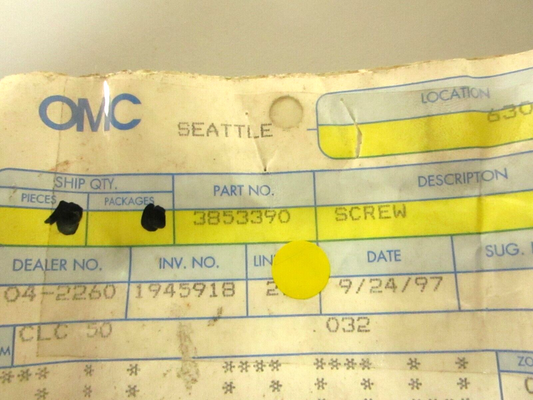 OMC
SEATTLE
LOCATION
630
SHIP QTY.
PIECES PACKAGES
PART NO.
DESCRIPTON
3853390 SCREW
DEALER NO. INV. NO. DATE SUG.
04-2260 1945918 9/24/97
CLC 50 032
**** * * **** **** * *
* * * * * * * *